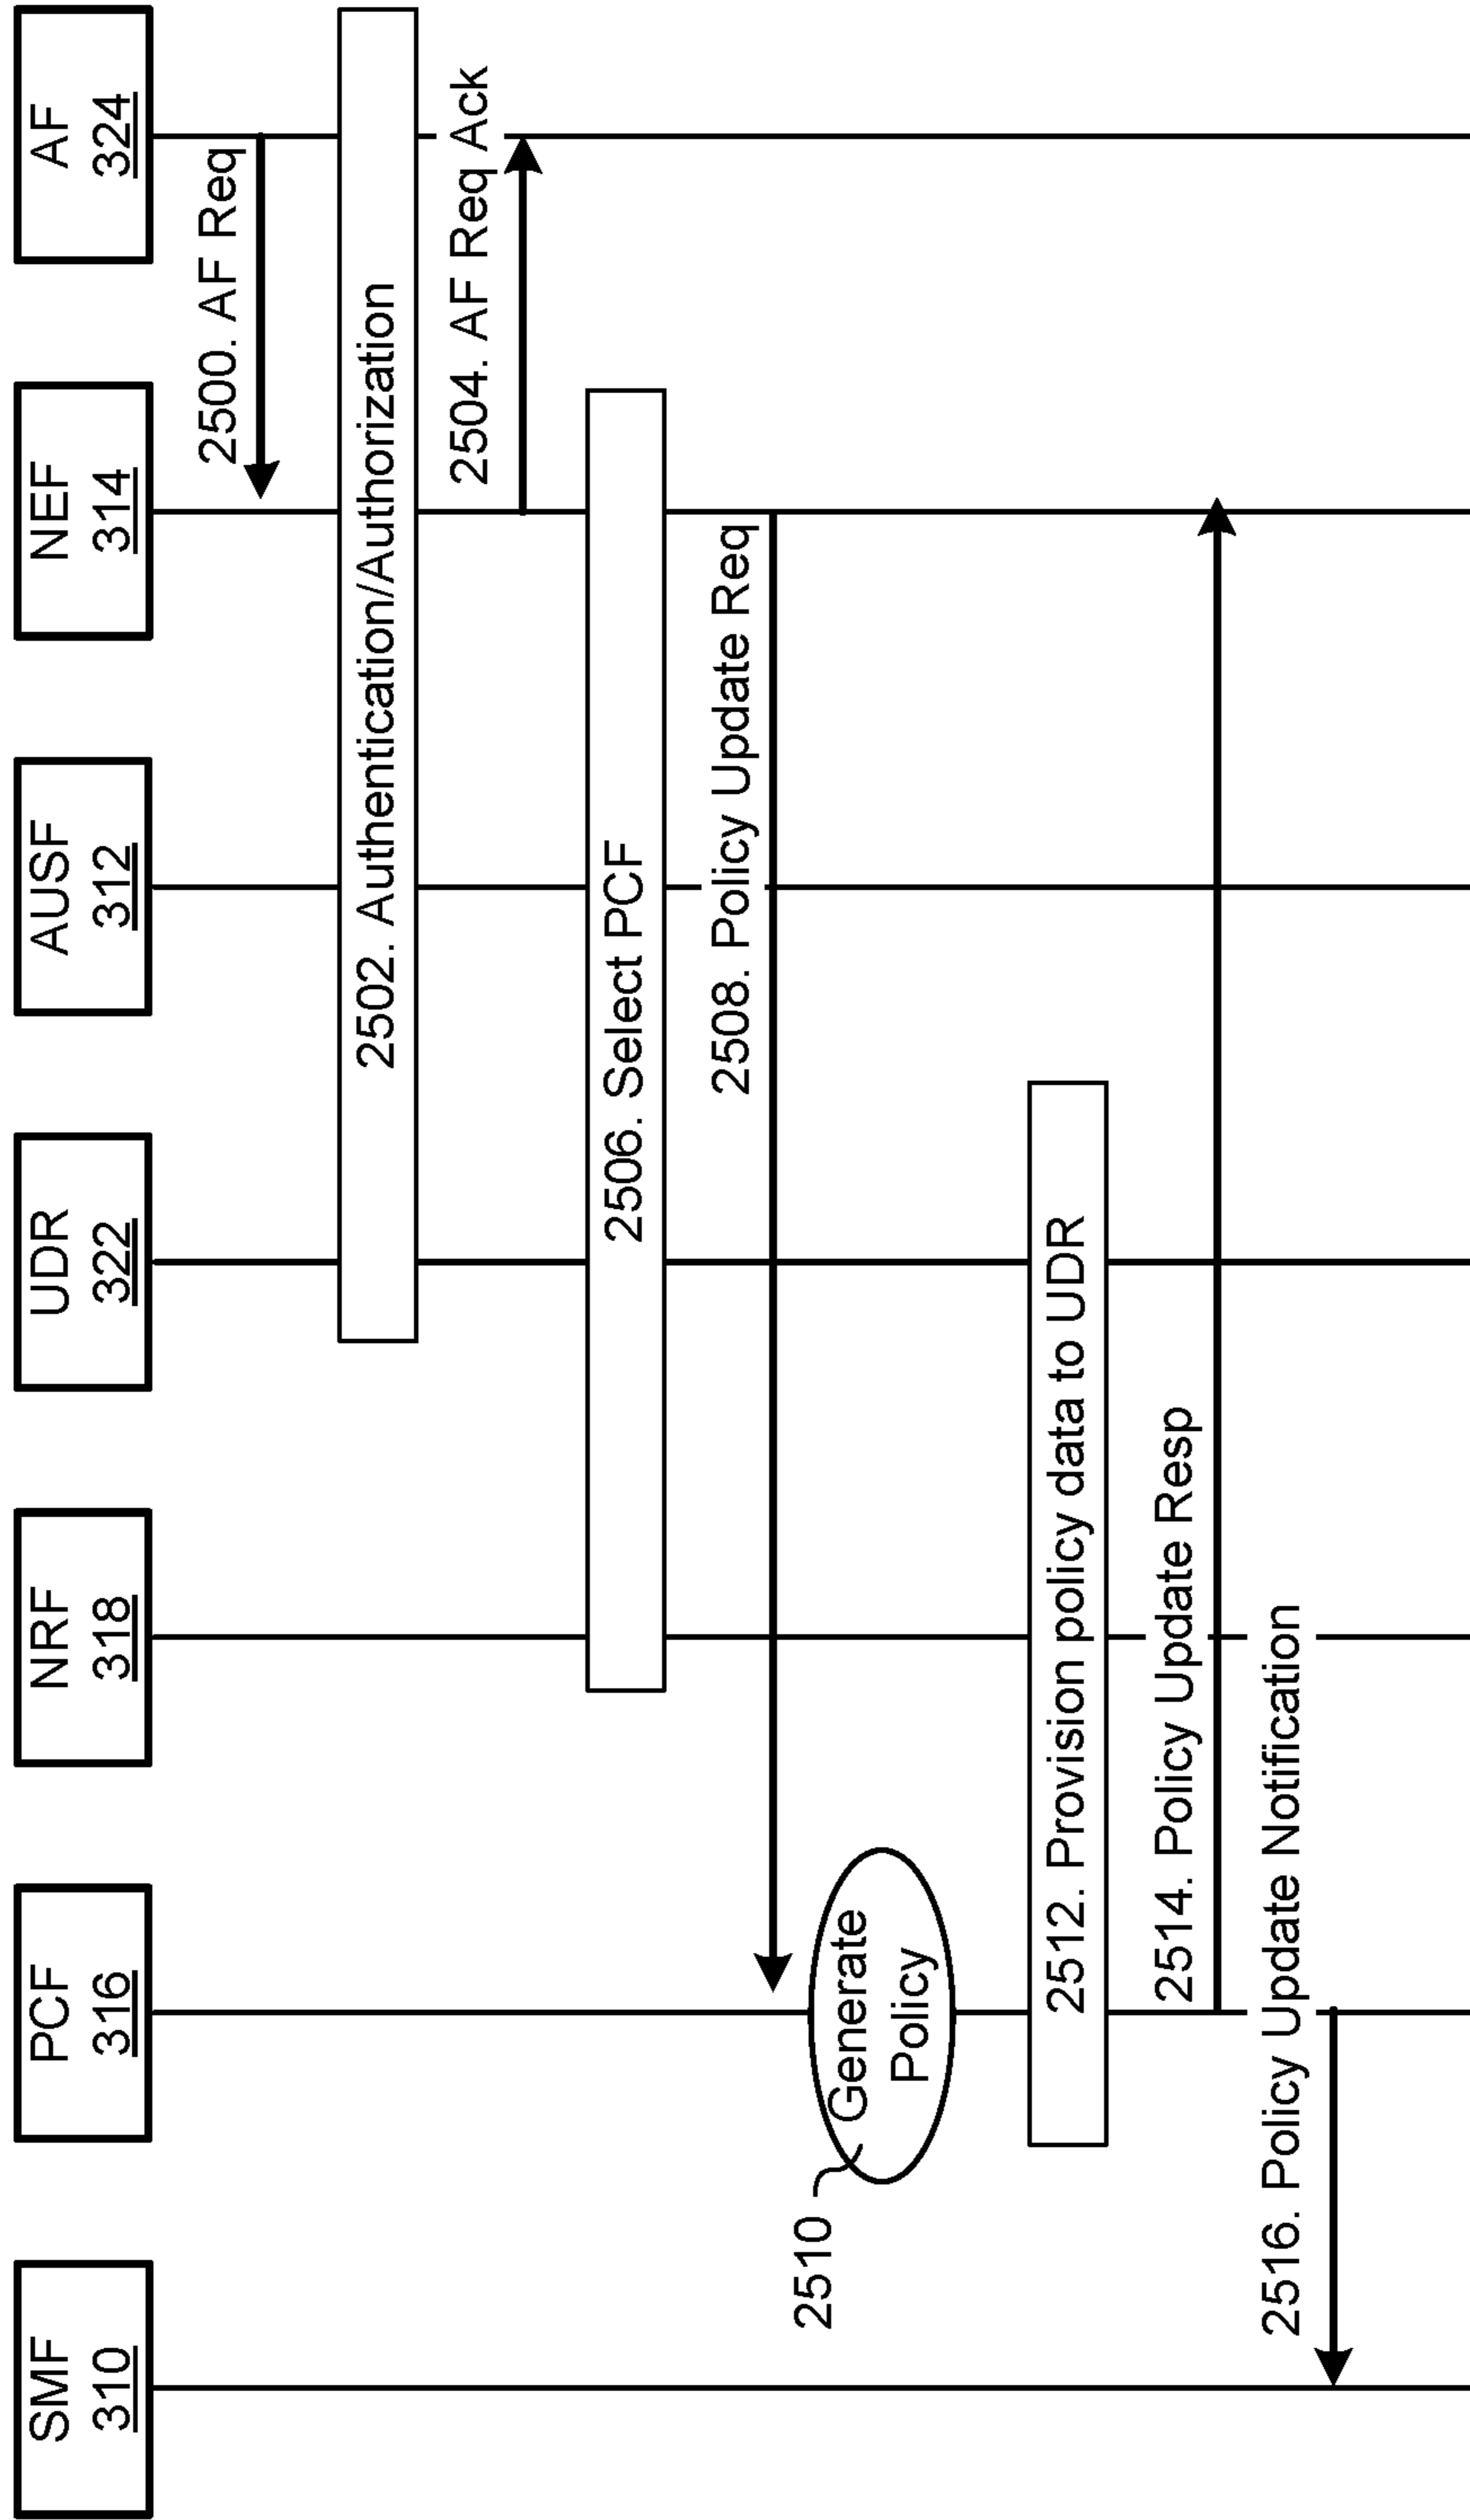 SMF
310
PCF
316
NRF
318
UDR
322
AUSF
312
NEF
314
AF
324
2500. AF Req
2502. Authentication/Authorization
2504. AF Req Ack
2506. Select PCF
2508. Policy Update Req
2510
Generate
Policy
2512. Provision policy data to UDR
2514. Policy Update Resp
2516. Policy Update Notification